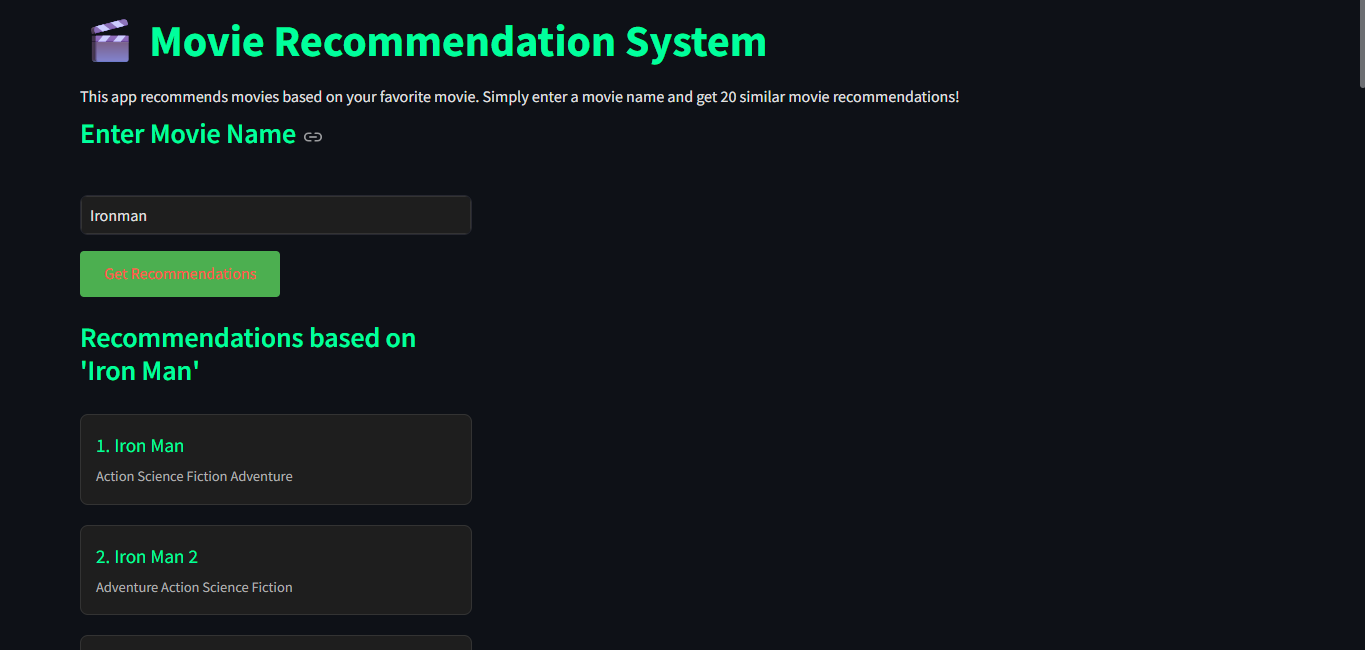 Movie Recommendation System
This app recommends movies based on your favorite movie. Simply enter a movie name and get 20 similar movie recommendations!
Enter Movie Name
Ironman
Get Recommendations
Recommendations based on
'Iron Man'
1. Iron Man
Action Science Fiction Adventure
2. Iron Man 2
Adventure Action Science Fiction